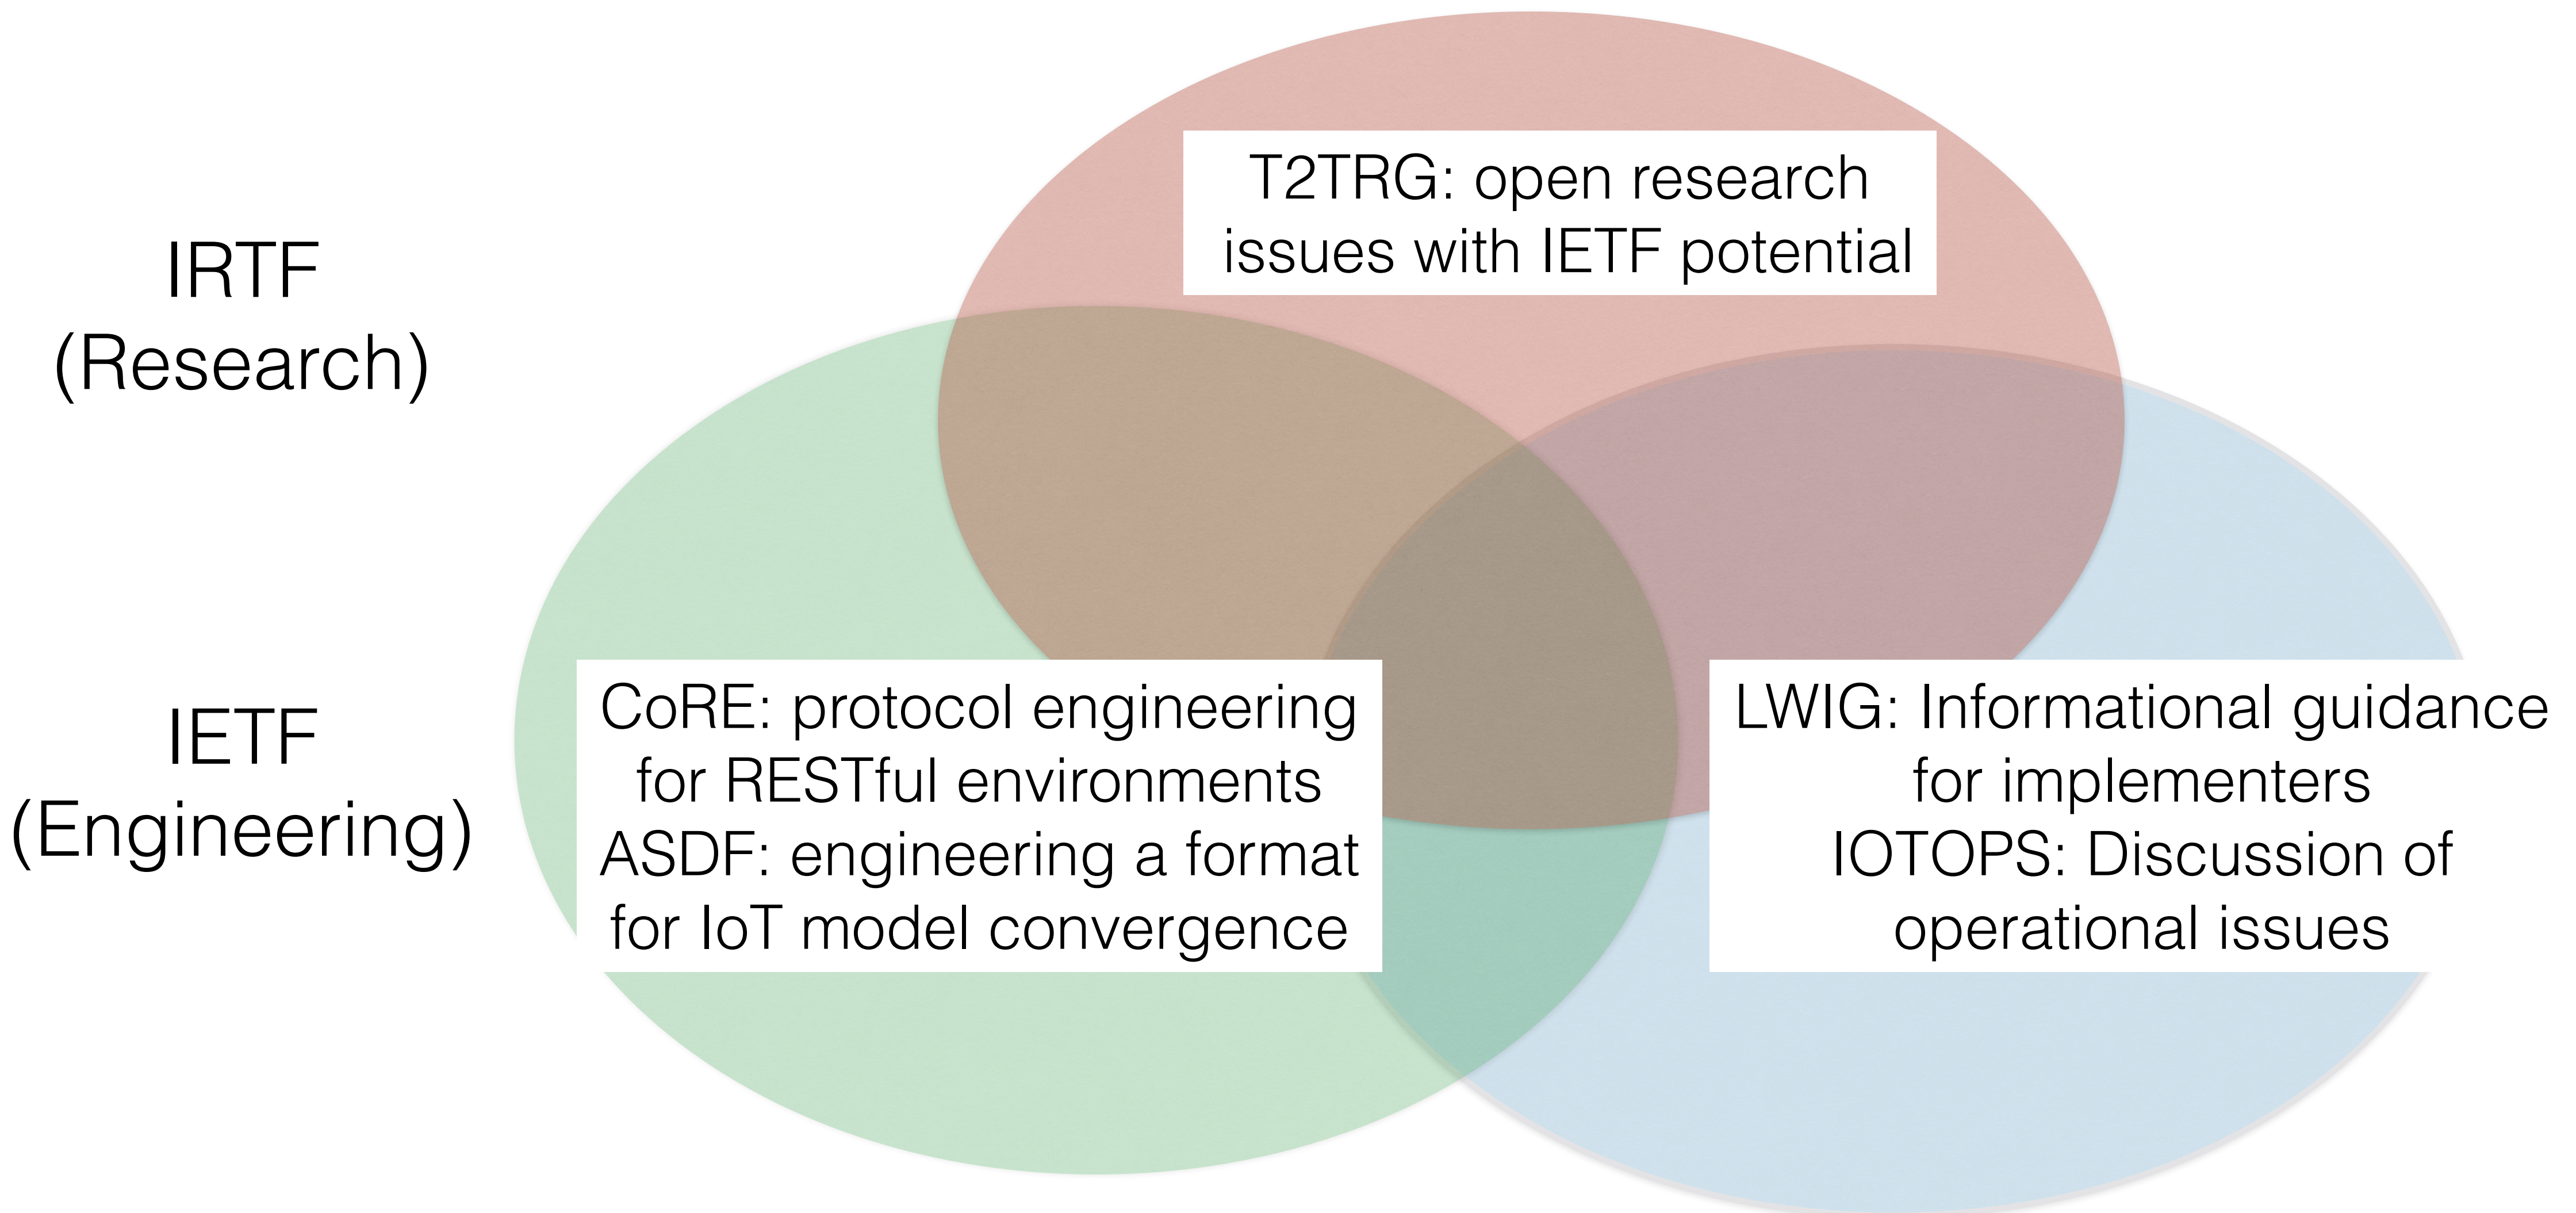 IRTF
(Research)
T2TRG: open research
issues with IETF potential
IETF
(Engineering)
CoRE: protocol engineering
for RESTful environments
ASDF: engineering a format
for IoT model convergence
LWIG: Informational guidance
for implementers
IOTOPS: Discussion of
operational issues